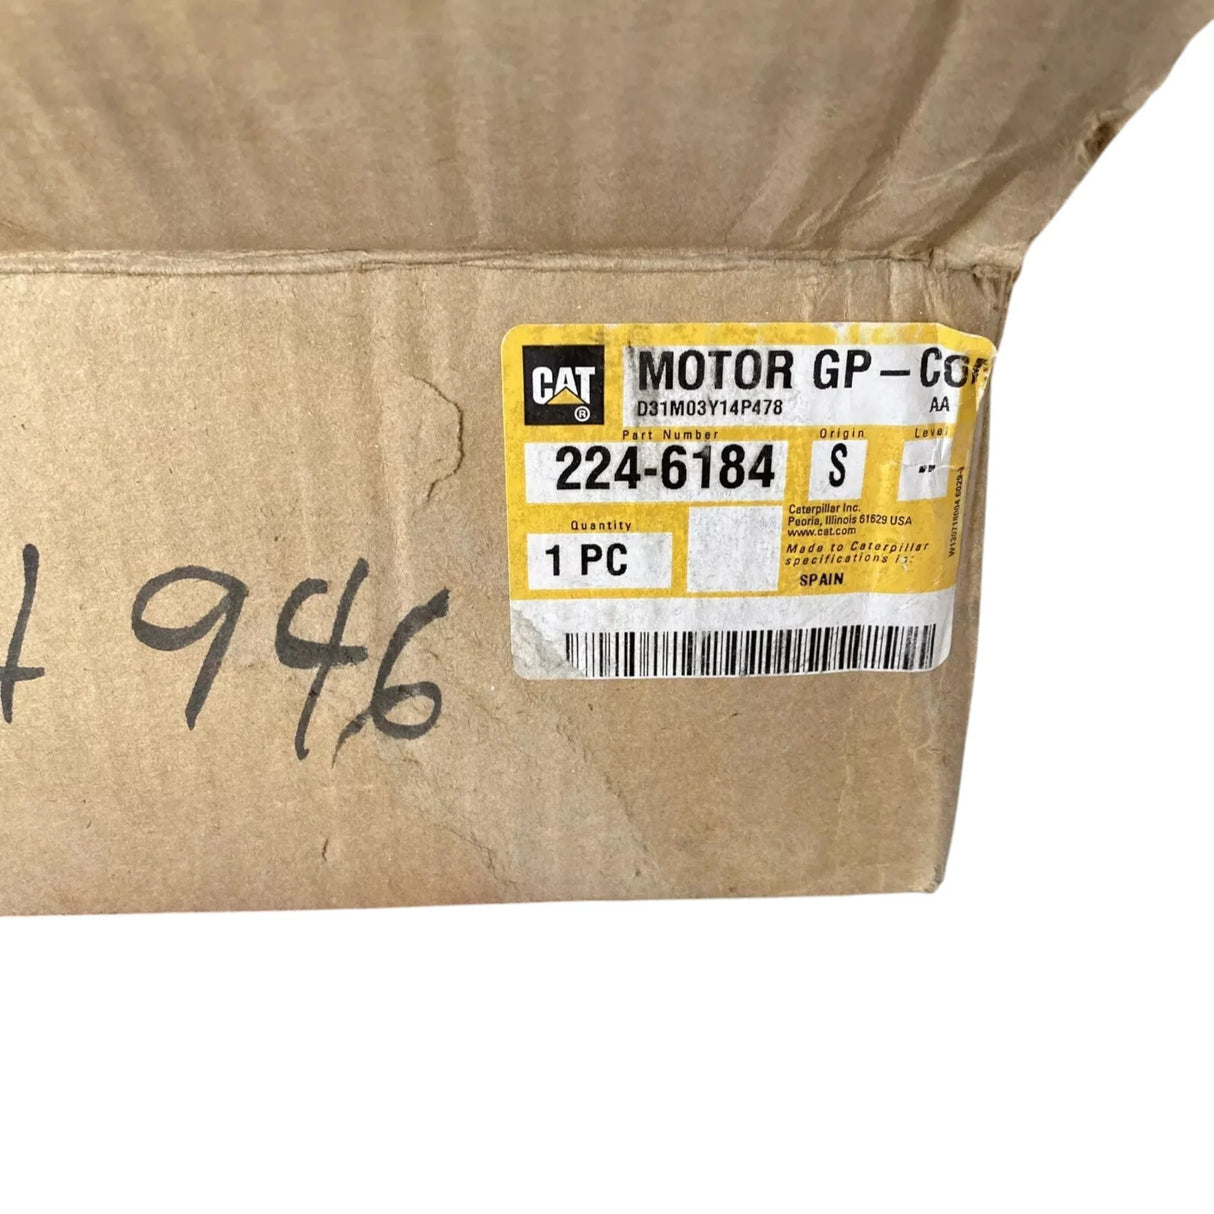 CAT
®
MOTOR GP – CO
D31M03Y14P478 AA
Part Number Origin Level
224-6184 S
Caterpillar Inc.
Peoria, Illinois 61629 USA
www.cat.com
Quantity
1 PC
Made to Caterpillar
specifications in:
SPAIN
946